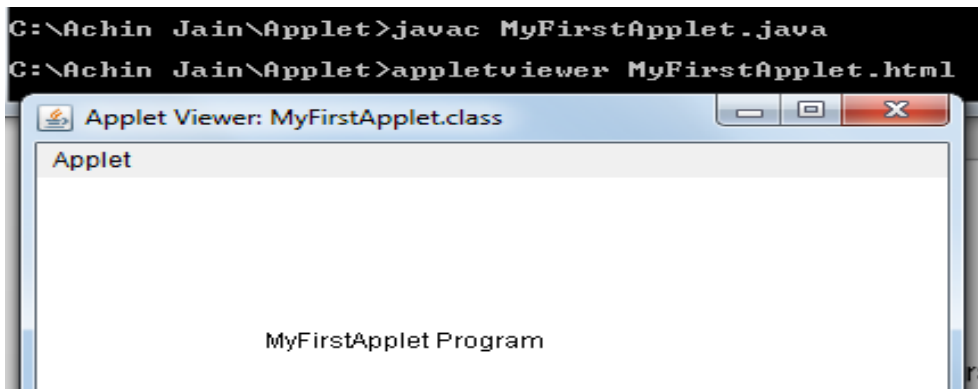 C:\Achin Jain\Applet>javac MyFirstApplet.java
C:\Achin Jain\Applet>appletviewer MyFirstApplet.html
Applet Viewer: MyFirstApplet.class
Applet
MyFirstApplet Program